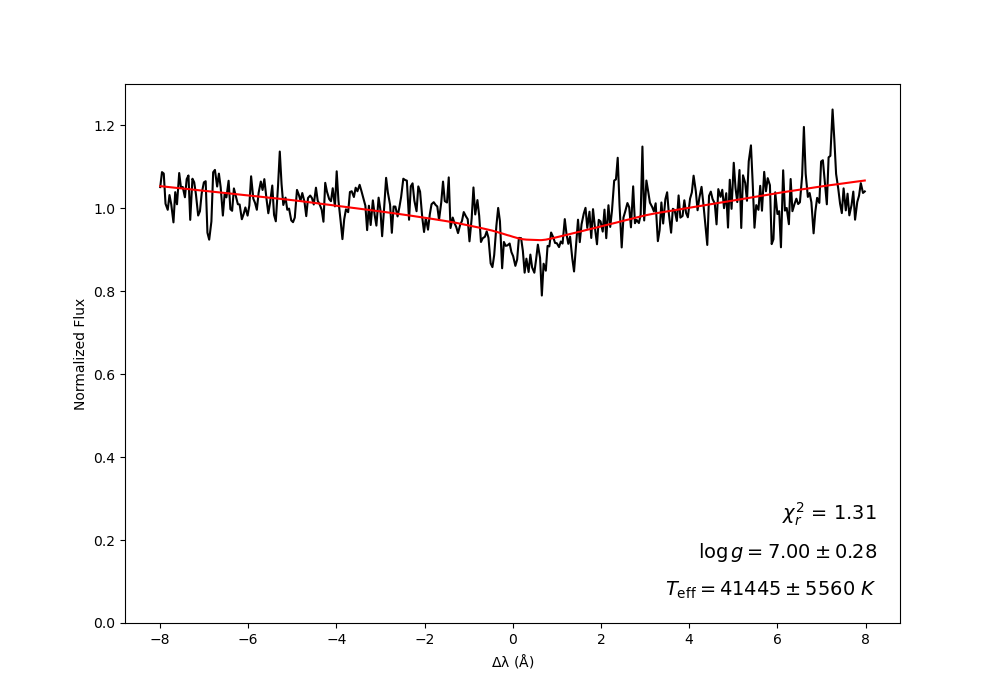 1.2
1.0
0.8
0.6
0.4
0.2
0.0
Normalized Flux
χ²ᵣ = 1.31
log g = 7.00 ± 0.28
T_eff = 41445 ± 5560 K
−8 −6 −4 −2 0 2 4 6 8
Δλ (Å)